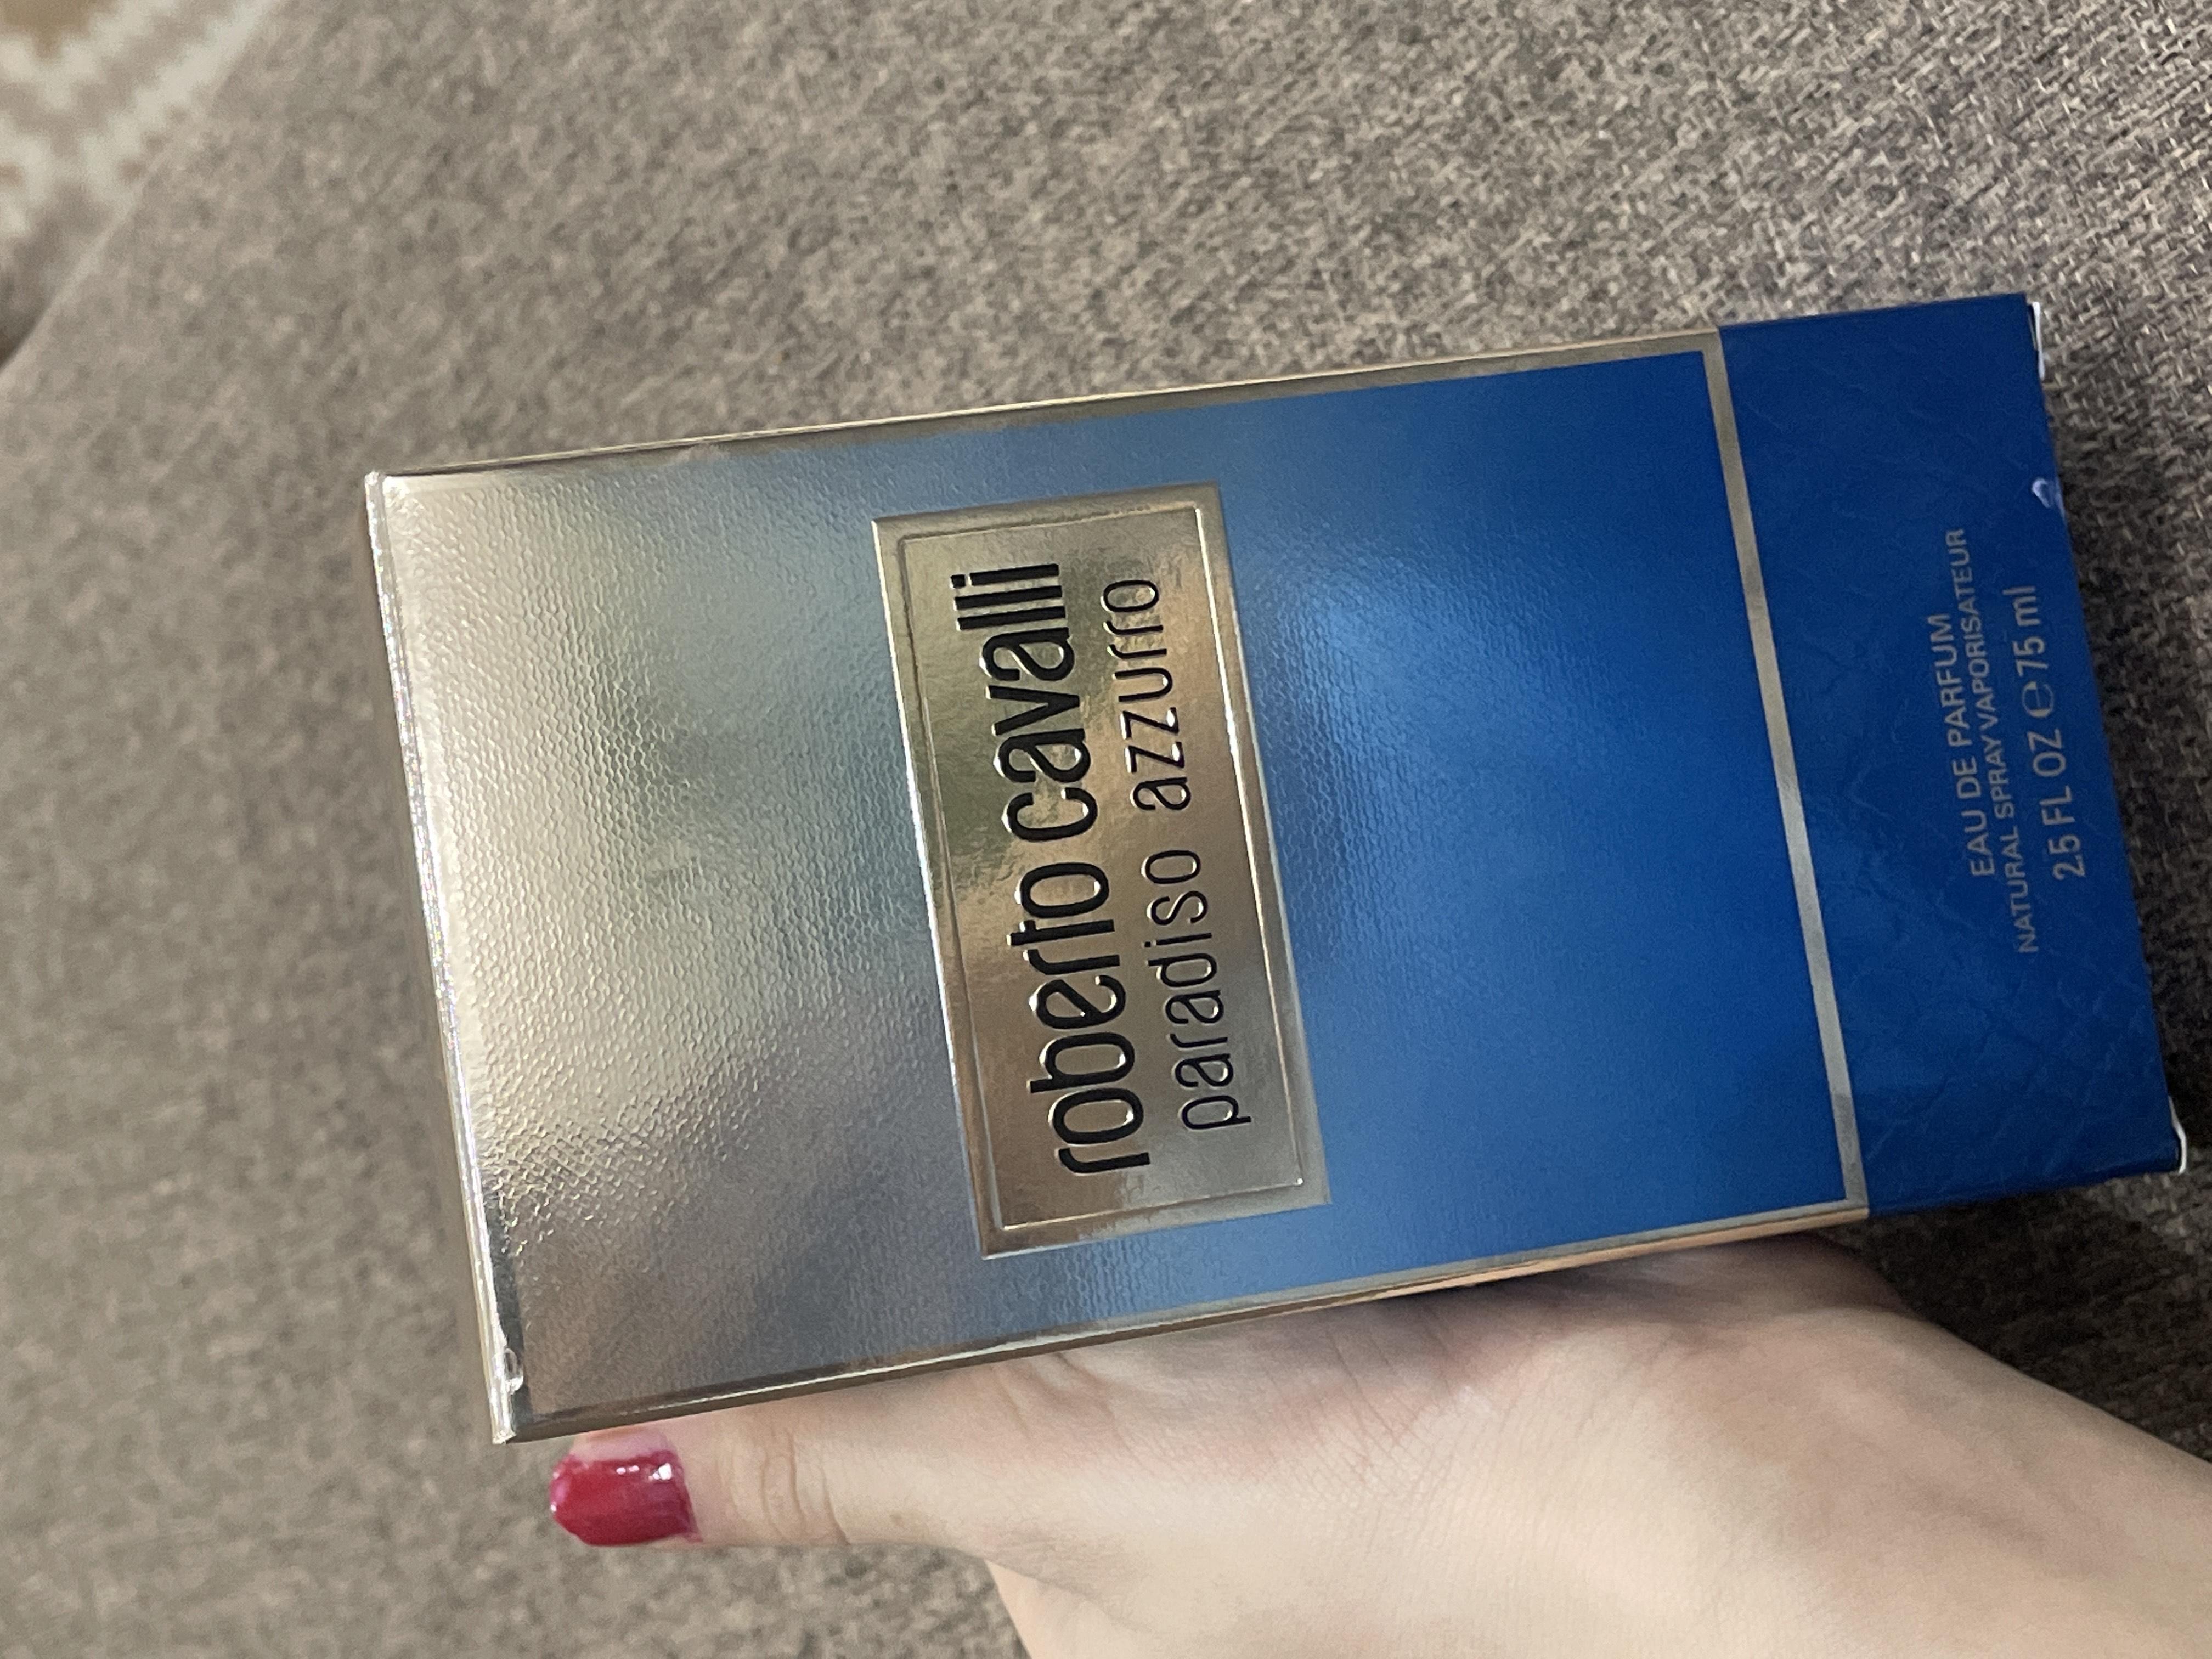 roberto cavalli
paradiso azzurro
EAU DE PARFUM
NATURAL SPRAY VAPORISATEUR
2.5 FL OZ ℮ 75 ml